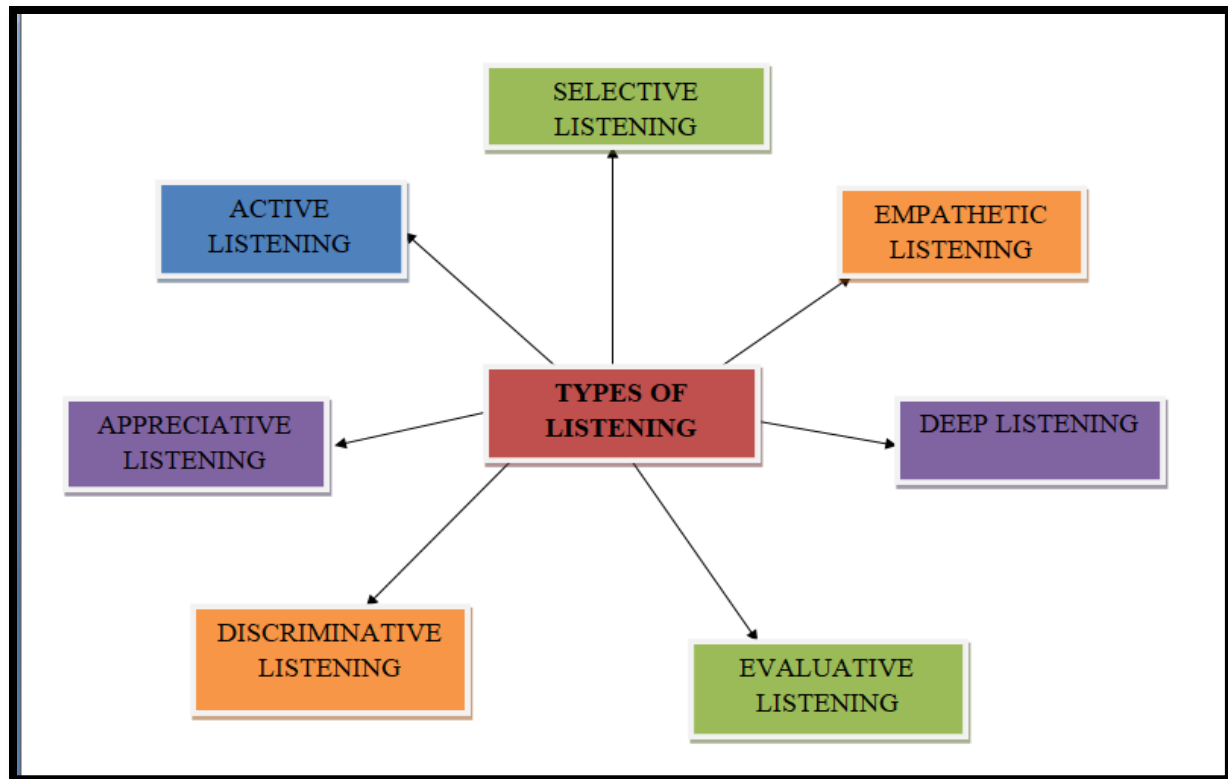 SELECTIVE
LISTENING
ACTIVE
LISTENING
EMPATHETIC
LISTENING
TYPES OF
LISTENING
APPRECIATIVE
LISTENING
DEEP LISTENING
DISCRIMINATIVE
LISTENING
EVALUATIVE
LISTENING